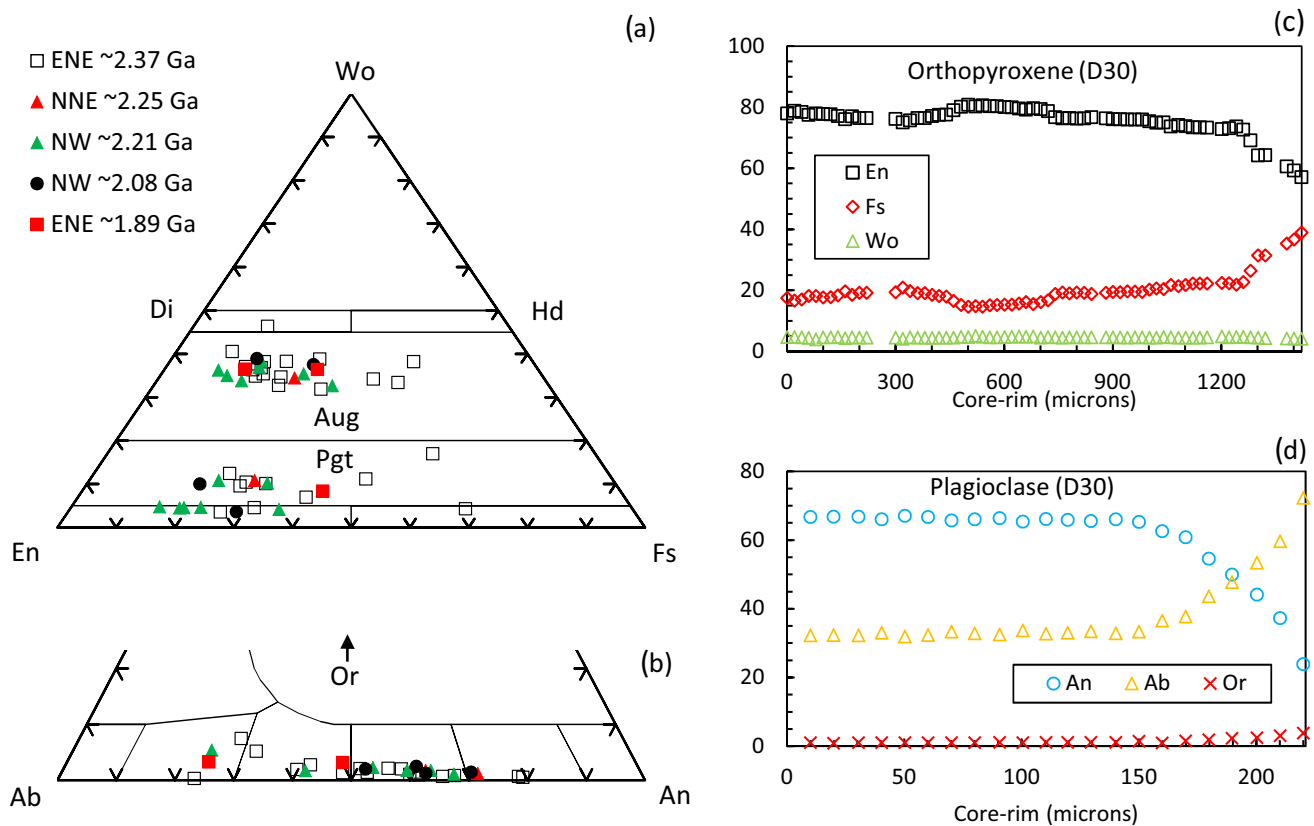 (a)
ENE ~2.37 Ga
NNE ~2.25 Ga
NW ~2.21 Ga
NW ~2.08 Ga
ENE ~1.89 Ga
Wo
Di
Hd
Aug
Pgt
En
Fs
(b)
Or
Ab
An
(c)
Orthopyroxene (D30)
100
80
60
40
20
0
En
Fs
Wo
0 300 600 900 1200
Core-rim (microns)
(d)
Plagioclase (D30)
80
60
40
20
0
An Ab Or
0 50 100 150 200
Core-rim (microns)